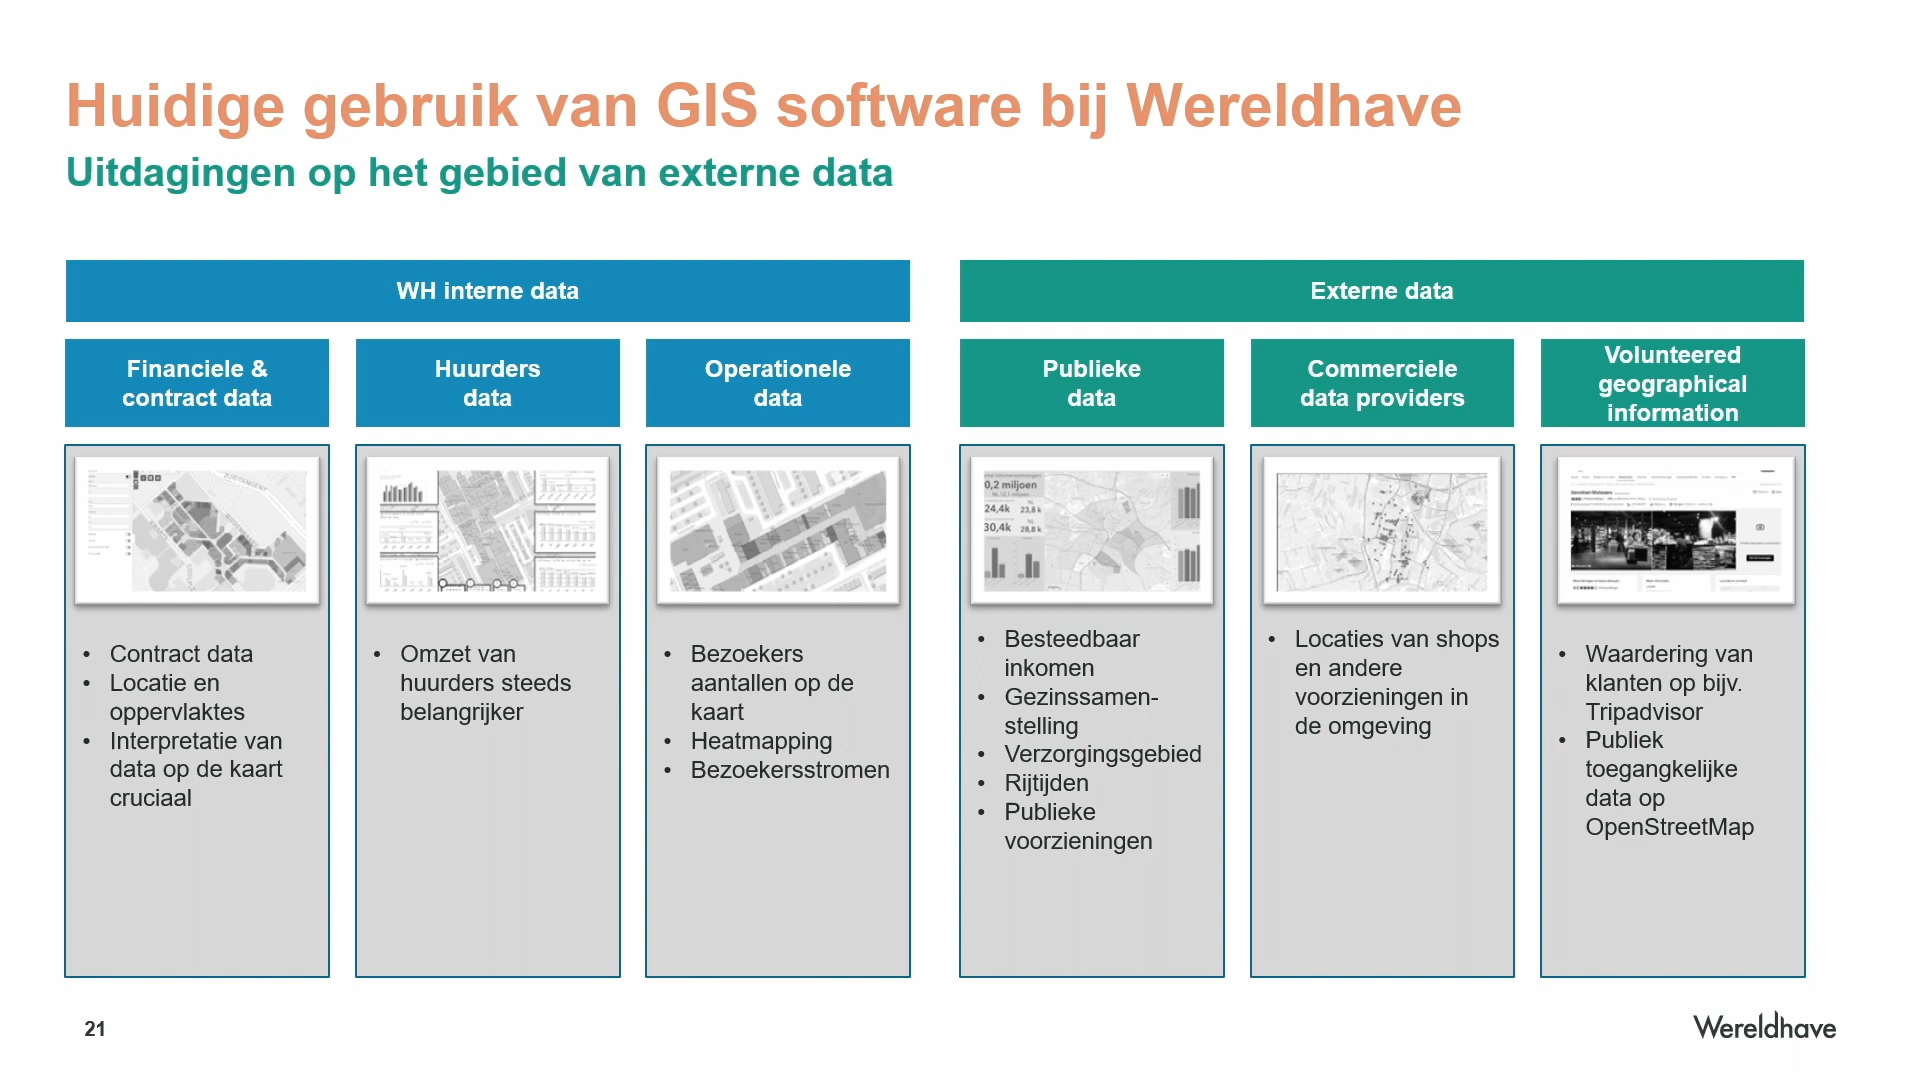 Huidige gebruik van GIS software bij Wereldhave
Uitdagingen op het gebied van externe data
WH interne data
Financiele &
contract data
Huurders
data
Operationele
data
• Contract data
• Locatie en
oppervlaktes
• Interpretatie van
data op de kaart
cruciaal
• Omzet van
huurders steeds
belangrijker
• Bezoekers
aantallen op de
kaart
• Heatmapping
• Bezoekersstromen
Externe data
Publieke
data
Commerciele
data providers
Volunteered
geographical
information
0,2 miljoen
24,4k
23,8 k
30,4k
28,8 k
• Besteedbaar
inkomen
• Gezinssamen-
stelling
• Verzorgingsgebied
• Rijtijden
• Publieke
voorzieningen
• Locaties van shops
en andere
voorzieningen in
de omgeving
• Waardering van
klanten op bijv.
Tripadvisor
• Publiek
toegangkelijke
data op
OpenStreetMap
21
Wereldhave